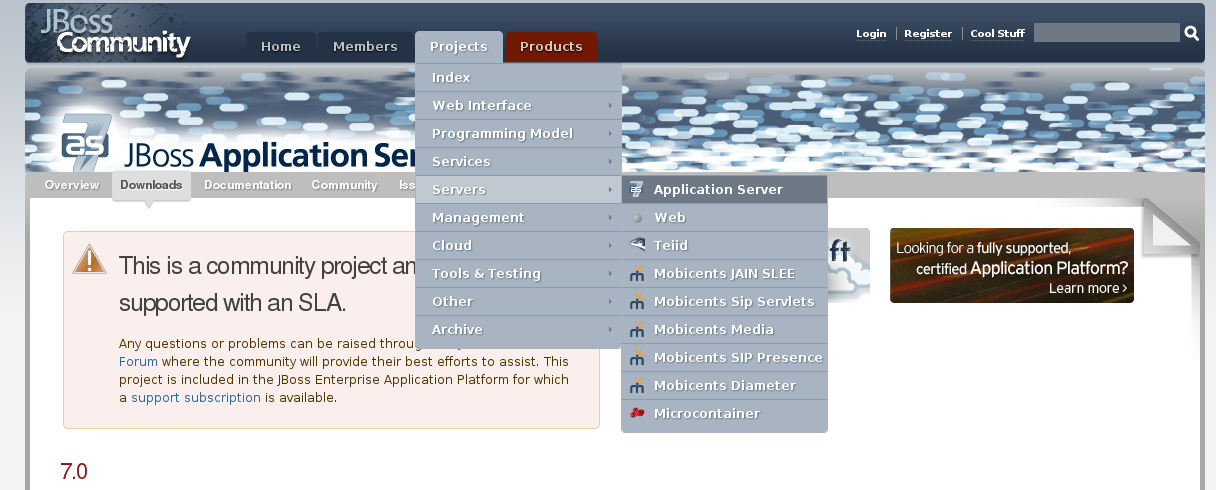 JBoss
Community
Home
Members
Projects
Products
Login
Register
Cool Stuff
Index
Web Interface
Programming Model
Services
Servers
Management
Cloud
Tools & Testing
Other
Archive
Application Server
Web
Teiid
Mobicents JAIN SLEE
Mobicents Sip Servlets
Mobicents Media
Mobicents SIP Presence
Mobicents Diameter
Microcontainer
as
7
JBoss Application Ser
Overview
Downloads
Documentation
Community
Iss
This is a community project an
supported with an SLA.
Any questions or problems can be raised throug
Forum where the community will provide their best efforts to assist. This
project is included in the JBoss Enterprise Application Platform for which
a support subscription is available.
ft
Looking for a fully supported,
certified Application Platform?
Learn more ›
7.0